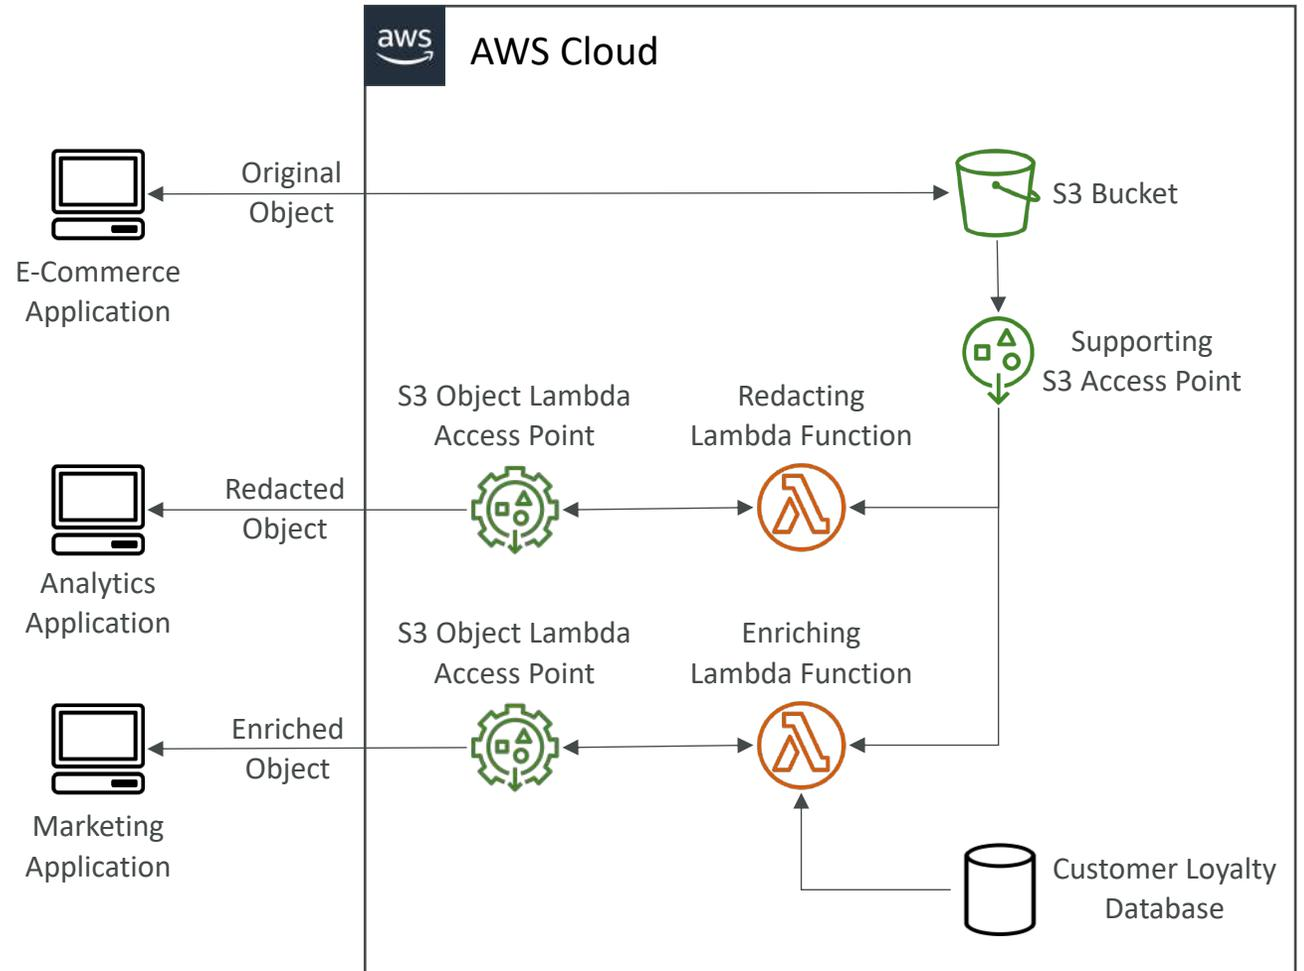 aws
AWS Cloud
Original
Object
S3 Bucket
E-Commerce
Application
Supporting
S3 Access Point
S3 Object Lambda
Access Point
Redacting
Lambda Function
Redacted
Object
Analytics
Application
S3 Object Lambda
Access Point
Enriching
Lambda Function
Enriched
Object
Marketing
Application
Customer Loyalty
Database